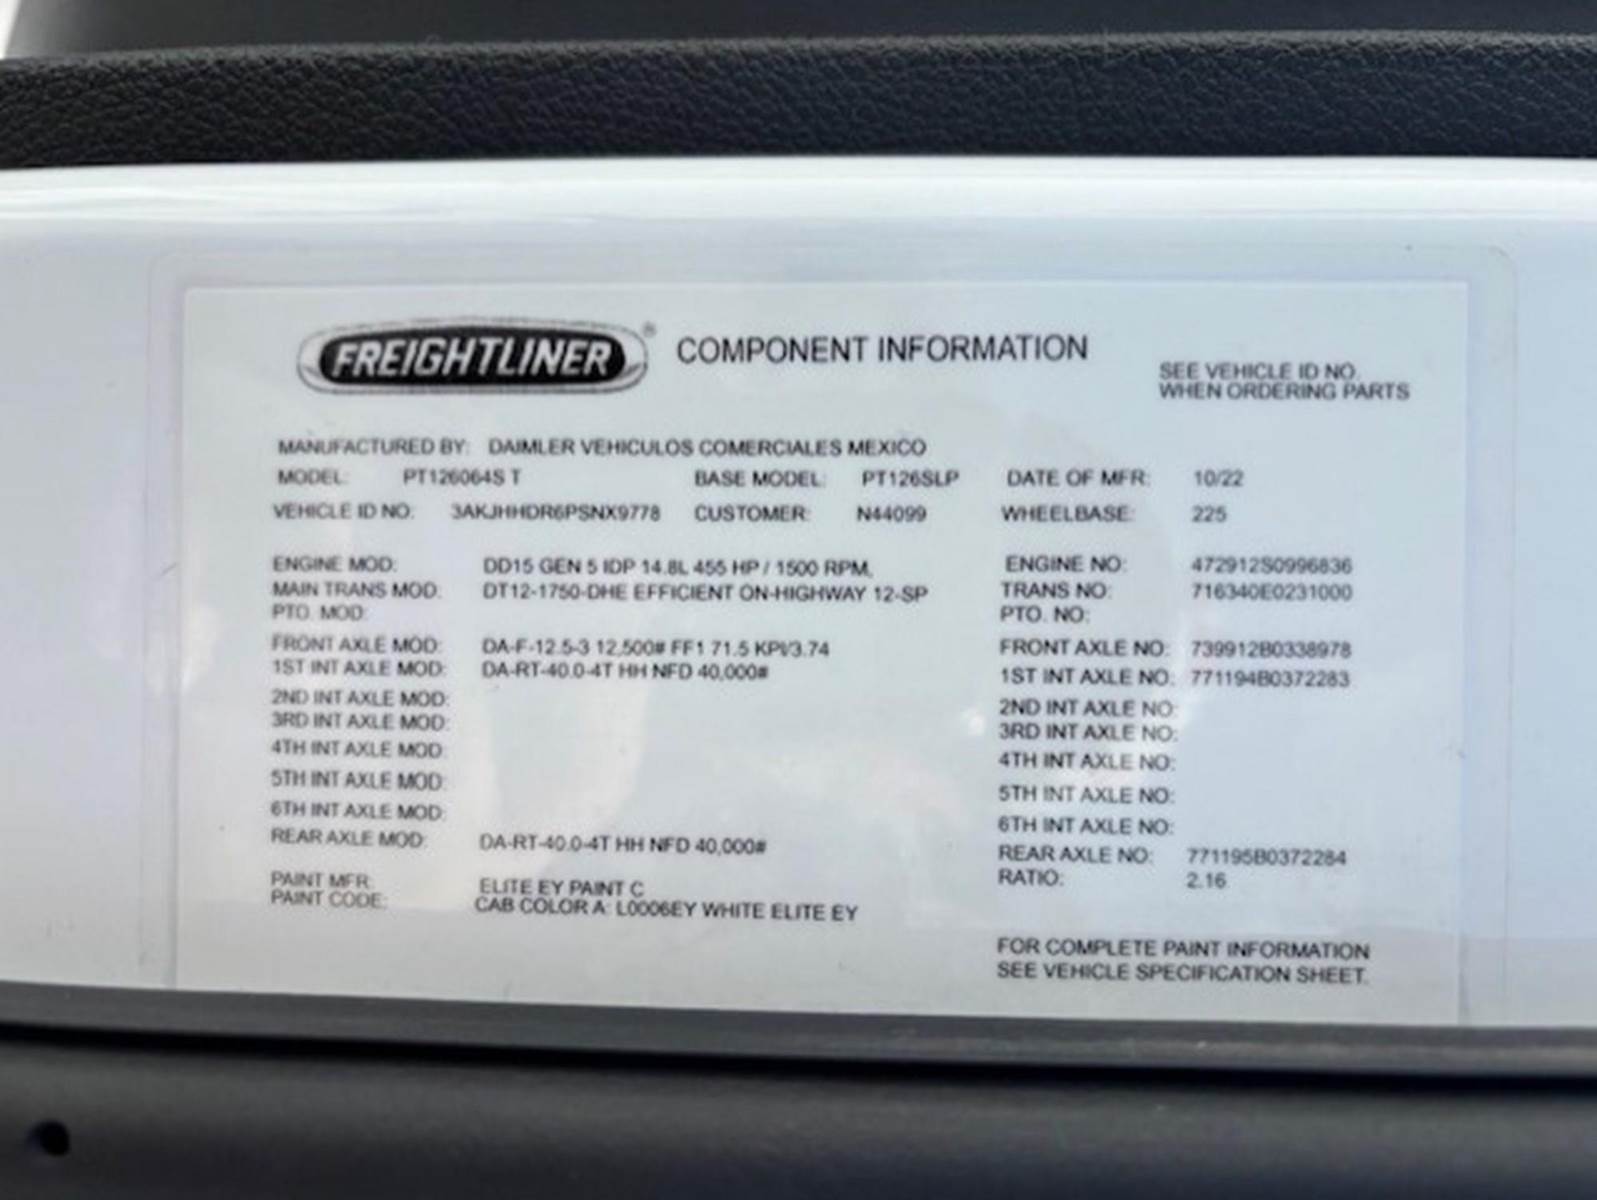 FREIGHTLINER® COMPONENT INFORMATION
SEE VEHICLE ID NO.
WHEN ORDERING PARTS
MANUFACTURED BY: DAIMLER VEHICULOS COMERCIALES MEXICO
MODEL: PT126064S T BASE MODEL: PT126SLP DATE OF MFR: 10/22
VEHICLE ID NO: 3AKJHHDR6PSNX9778 CUSTOMER: N44099 WHEELBASE: 225
ENGINE MOD: DD15 GEN 5 IDP 14.8L 455 HP / 1500 RPM, ENGINE NO: 472912S0996836
MAIN TRANS MOD: DT12-1750-DHE EFFICIENT ON-HIGHWAY 12-SP TRANS NO: 716340E0231000
PTO. MOD: PTO. NO:
FRONT AXLE MOD: DA-F-12.5-3 12,500# FF1 71.5 KPI/3.74 FRONT AXLE NO: 739912B0338978
1ST INT AXLE MOD: DA-RT-40.0-4T HH NFD 40,000# 1ST INT AXLE NO: 771194B0372283
2ND INT AXLE MOD: 2ND INT AXLE NO:
3RD INT AXLE MOD: 3RD INT AXLE NO:
4TH INT AXLE MOD: 4TH INT AXLE NO:
5TH INT AXLE MOD: 5TH INT AXLE NO:
6TH INT AXLE MOD: 6TH INT AXLE NO:
REAR AXLE MOD: DA-RT-40.0-4T HH NFD 40,000# REAR AXLE NO: 771195B0372284
RATIO: 2.16
PAINT MFR: ELITE EY PAINT C
PAINT CODE: CAB COLOR A: L0006EY WHITE ELITE EY
FOR COMPLETE PAINT INFORMATION
SEE VEHICLE SPECIFICATION SHEET.